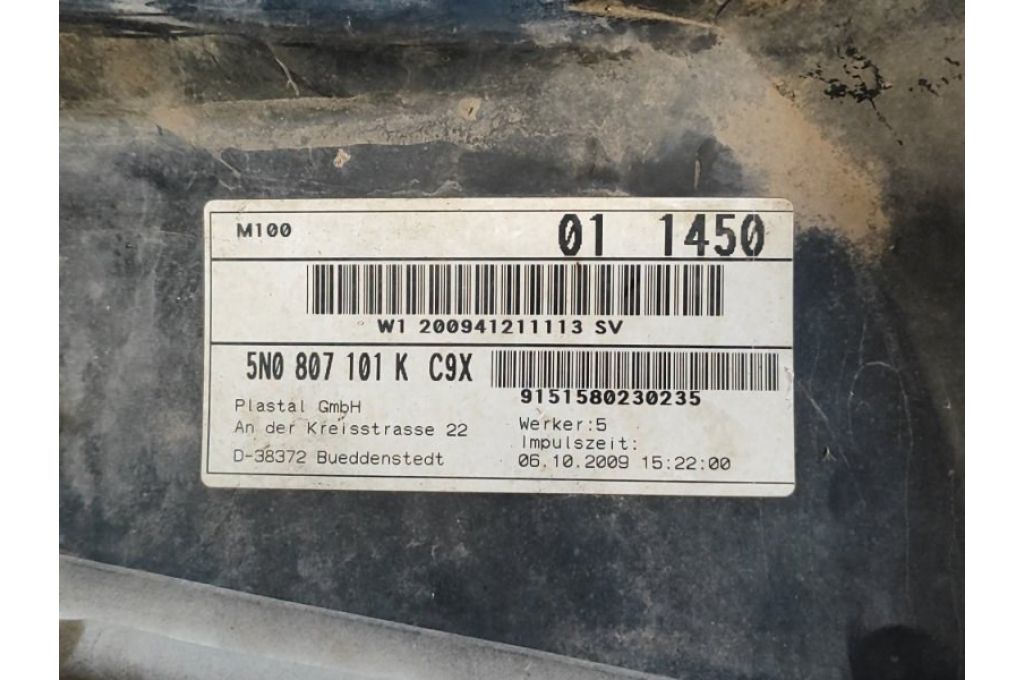 M100
01 1450
W1 200941211113 SV
5N0 807 101 K C9X
9151580230235
Plastal GmbH
An der Kreisstrasse 22
D-38372 Bueddenstedt
Werker:5
Impulszeit:
06.10.2009 15:22:00